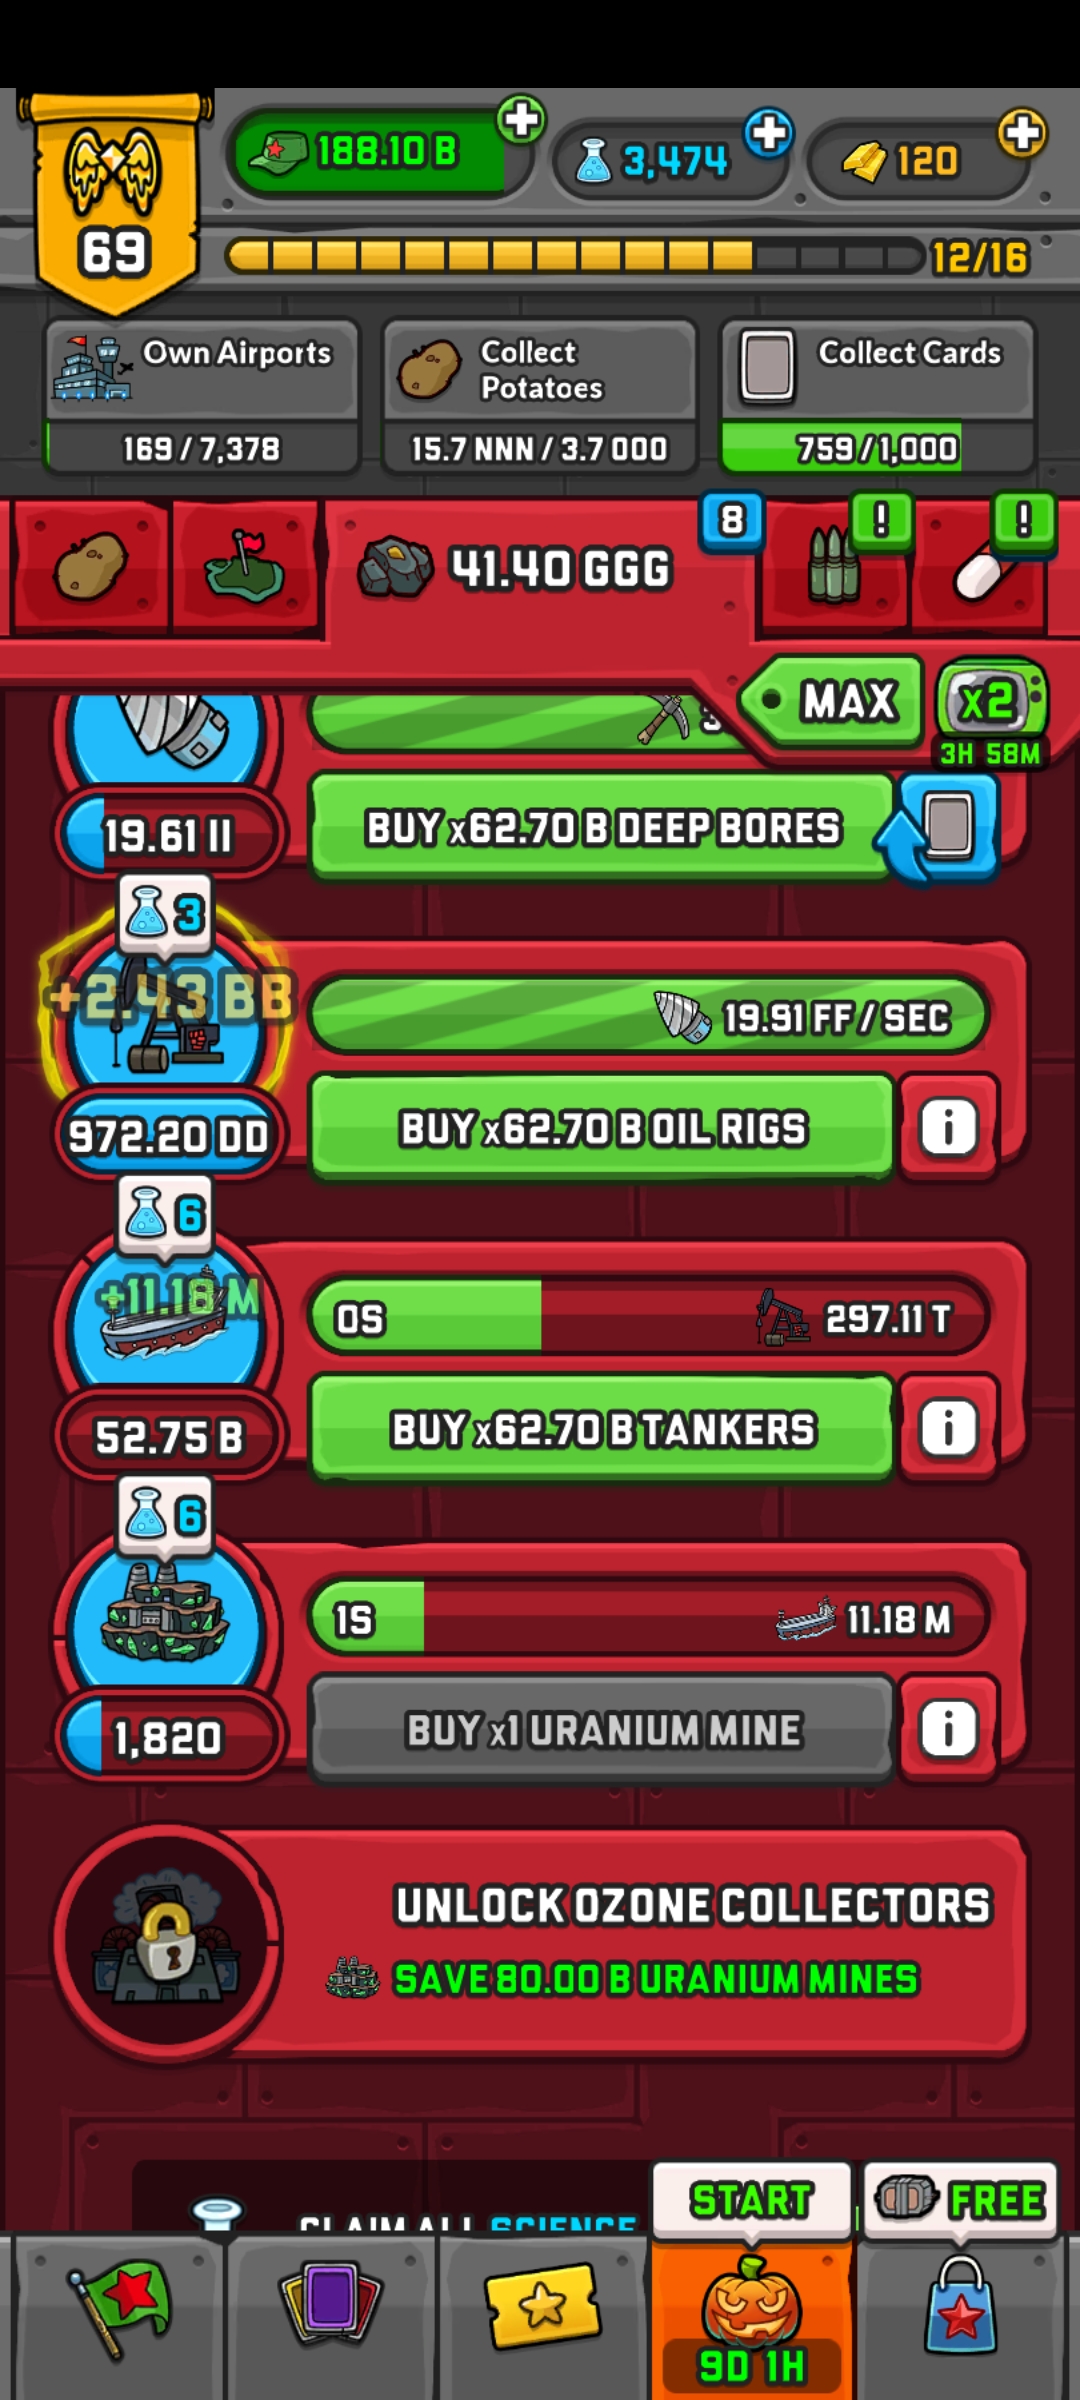 188.10 B
3,474
120
69
12/16
Own Airports
169 / 7,378
Collect
Potatoes
15.7 NNN / 3.7 OOO
Collect Cards
759 / 1,000
41.40 GGG
8
!
!
MAX
x2
3H 58M
19.61 II
BUY x62.70 B DEEP BORES
3
+2.43 BB
19.91 FF / SEC
972.20 DD
BUY x62.70 B OIL RIGS
i
6
+11.18 M
0S
297.11 T
52.75 B
BUY x62.70 B TANKERS
i
6
1S
11.18 M
1,820
BUY x1 URANIUM MINE
i
UNLOCK OZONE COLLECTORS
SAVE 80.00 B URANIUM MINES
CLAIM ALL SCIENCE
START
FREE
9D 1H